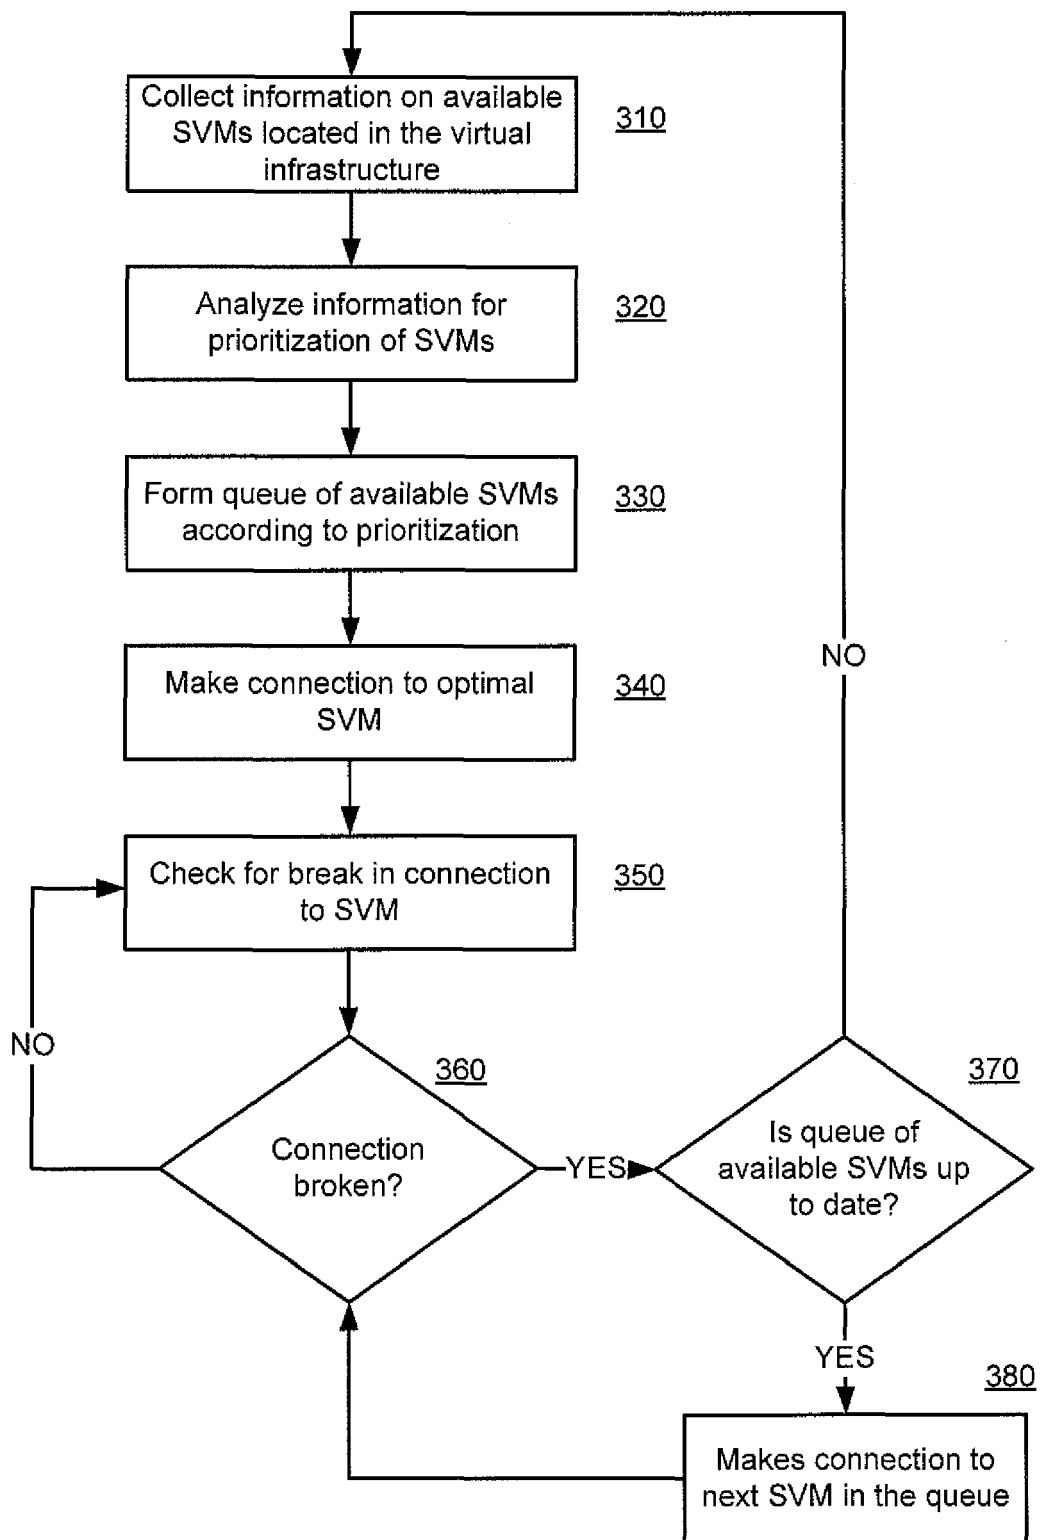 Collect information on available
SVMs located in the virtual
infrastructure
310
Analyze information for
prioritization of SVMs
320
Form queue of available SVMs
according to prioritization
330
Make connection to optimal
SVM
340
NO
Check for break in connection
to SVM
350
NO
360
Connection
broken?
YES
370
Is queue of
available SVMs up
to date?
YES
380
Makes connection to
next SVM in the queue